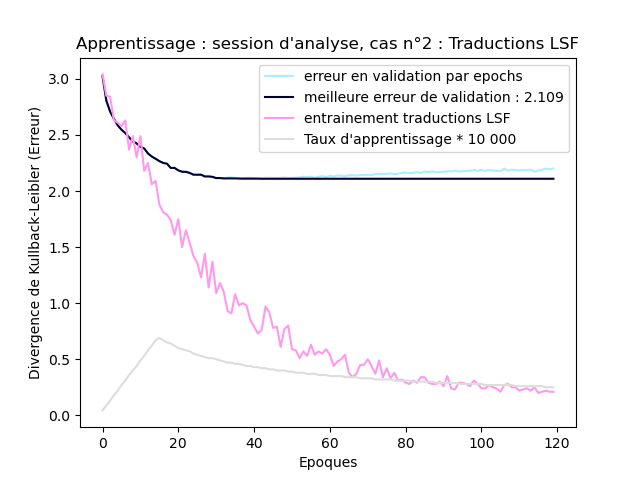 Apprentissage : session d'analyse, cas n°2 : Traductions LSF
erreur en validation par epochs
meilleure erreur de validation : 2.109
entrainement traductions LSF
Taux d'apprentissage * 10 000
Divergence de Kullback-Leibler (Erreur)
3.0
2.5
2.0
1.5
1.0
0.5
0.0
0
20
40
60
80
100
120
Epoques